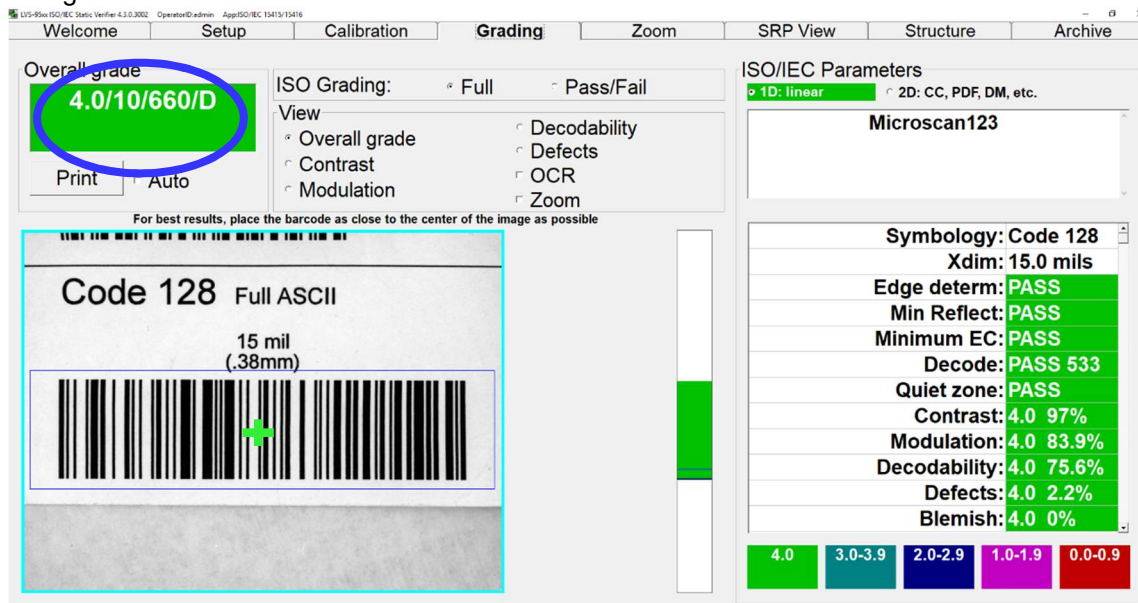 LVS-95xx ISO/IEC Static Verifier 4.3.0.3002 OperatorID:admin App:ISO/IEC 15415/15416
Welcome Setup Calibration Grading Zoom SRP View Structure Archive
Overall grade
4.0/10/660/D
Print Auto
ISO Grading: Full Pass/Fail
View
Overall grade
Contrast
Modulation
Decodability
Defects
OCR
Zoom
For best results, place the barcode as close to the center of the image as possible
Code 128 Full ASCII
15 mil
(.38mm)
ISO/IEC Parameters
1D: linear 2D: CC, PDF, DM, etc.
Microscan123
Symbology: Code 128
Xdim: 15.0 mils
Edge determ: PASS
Min Reflect: PASS
Minimum EC: PASS
Decode: PASS 533
Quiet zone: PASS
Contrast: 4.0 97%
Modulation: 4.0 83.9%
Decodability: 4.0 75.6%
Defects: 4.0 2.2%
Blemish: 4.0 0%
4.0 3.0-3.9 2.0-2.9 1.0-1.9 0.0-0.9